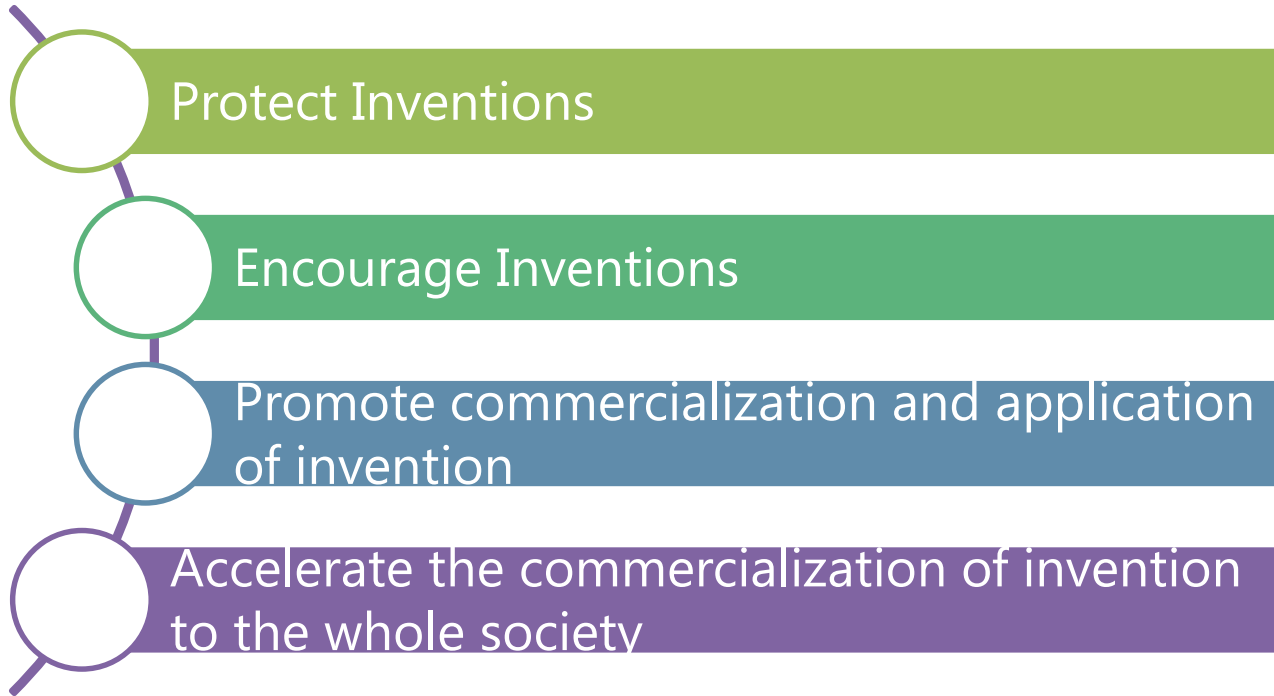 Protect Inventions
Encourage Inventions
Promote commercialization and application
of invention
Accelerate the commercialization of invention
to the whole society